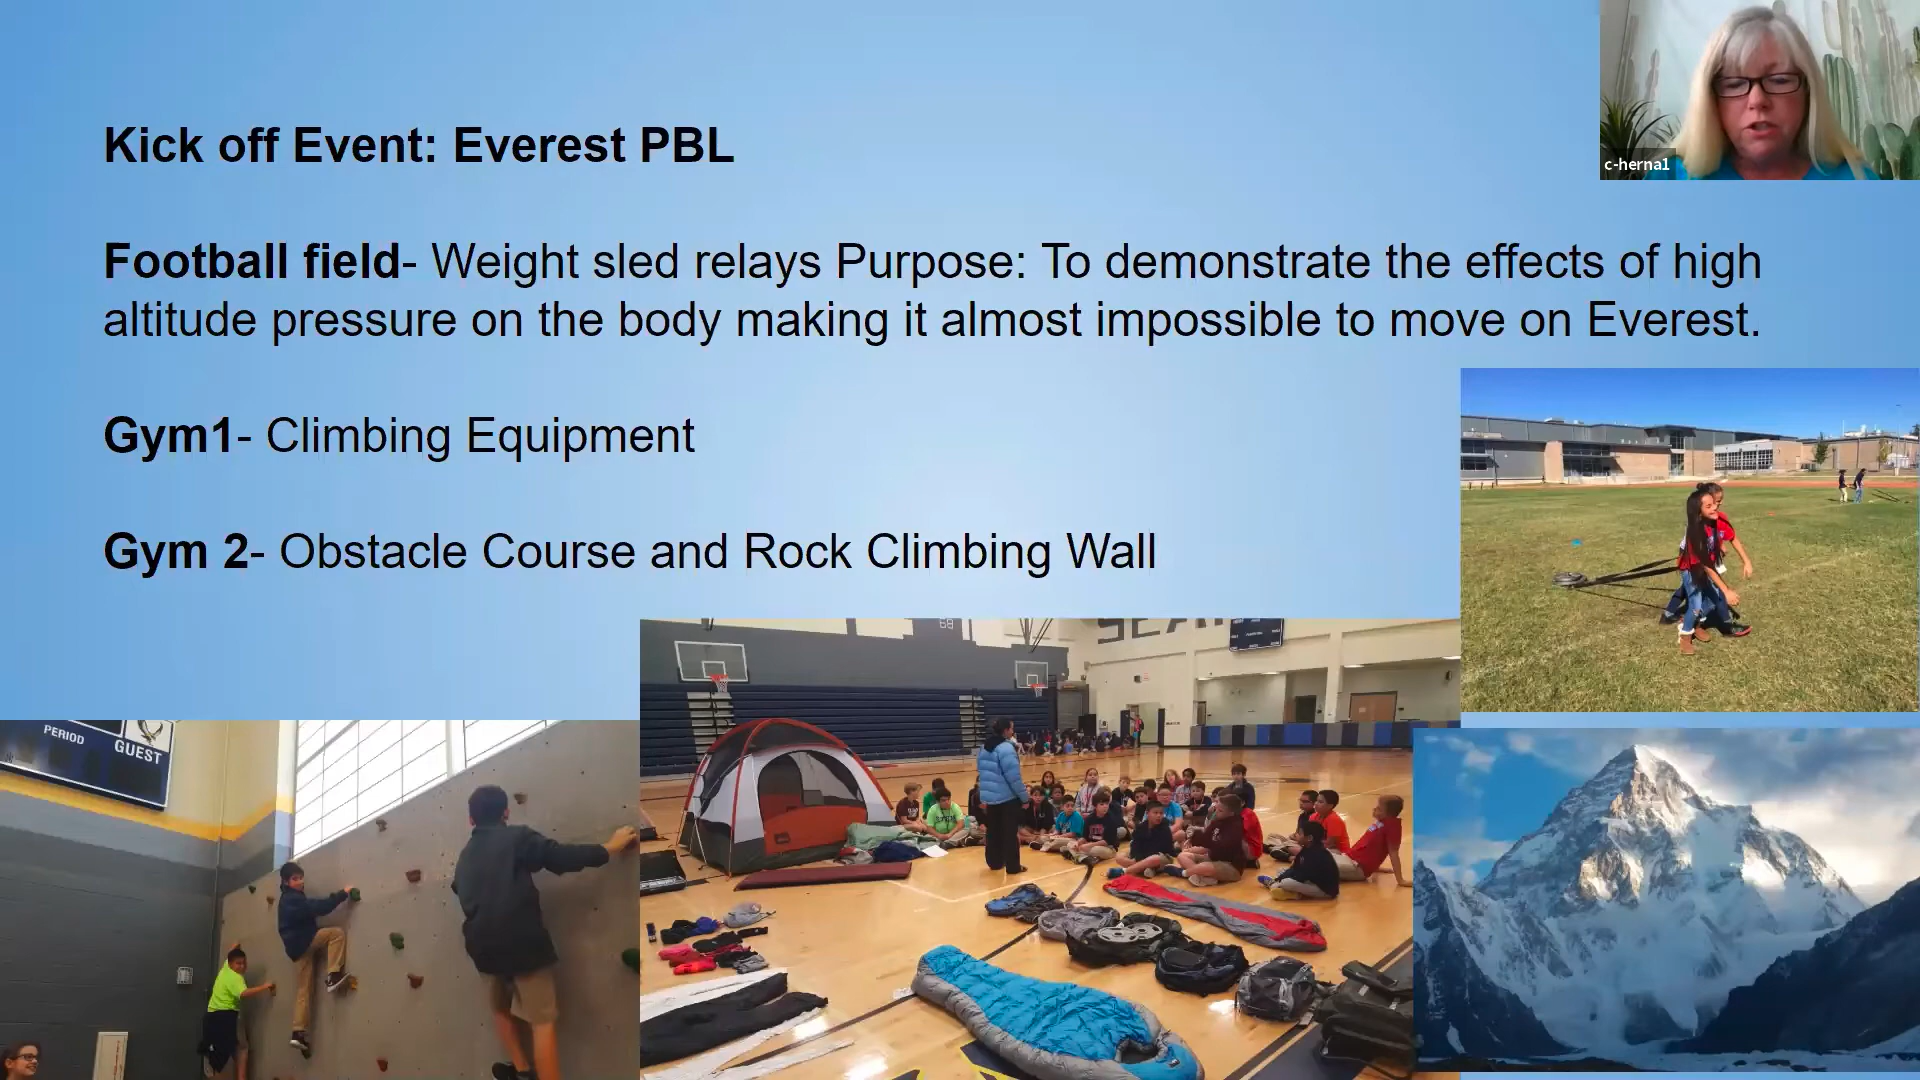 c-herna1
Kick off Event: Everest PBL
Football field- Weight sled relays Purpose: To demonstrate the effects of high
altitude pressure on the body making it almost impossible to move on Everest.
Gym1- Climbing Equipment
Gym 2- Obstacle Course and Rock Climbing Wall
PERIOD
GUEST